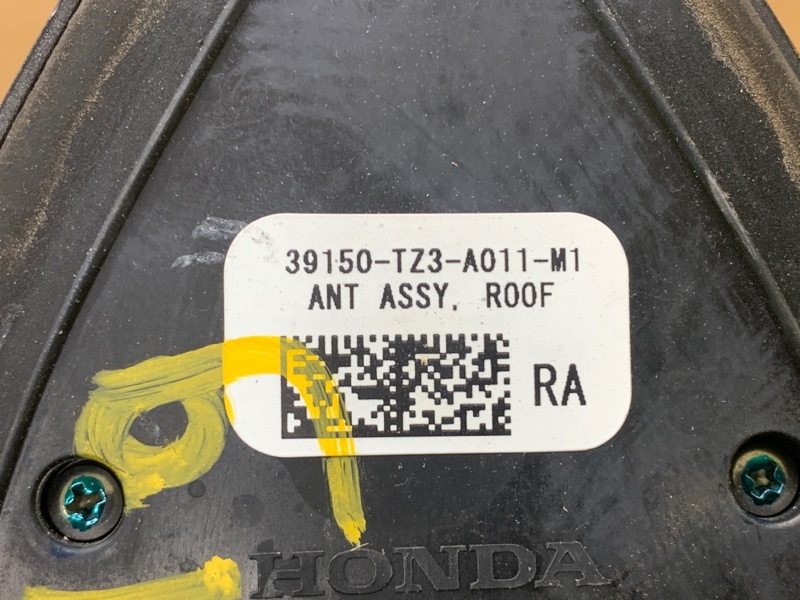 39150-TZ3-A011-M1
ANT ASSY, ROOF
RA
HONDA